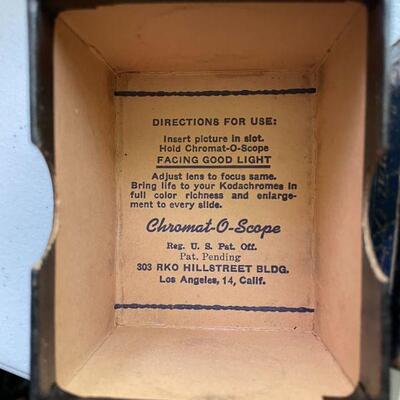 DIRECTIONS FOR USE:
Insert picture in slot.
Hold Chromat-O-Scope
FACING GOOD LIGHT
Adjust lens to focus same.
Bring life to your Kodachromes in
full color richness and enlarge-
ment to every slide.
Chromat-O-Scope
Reg. U. S. Pat. Off.
Pat. Pending
303 RKO HILLSTREET BLDG.
Los Angeles, 14, Calif.